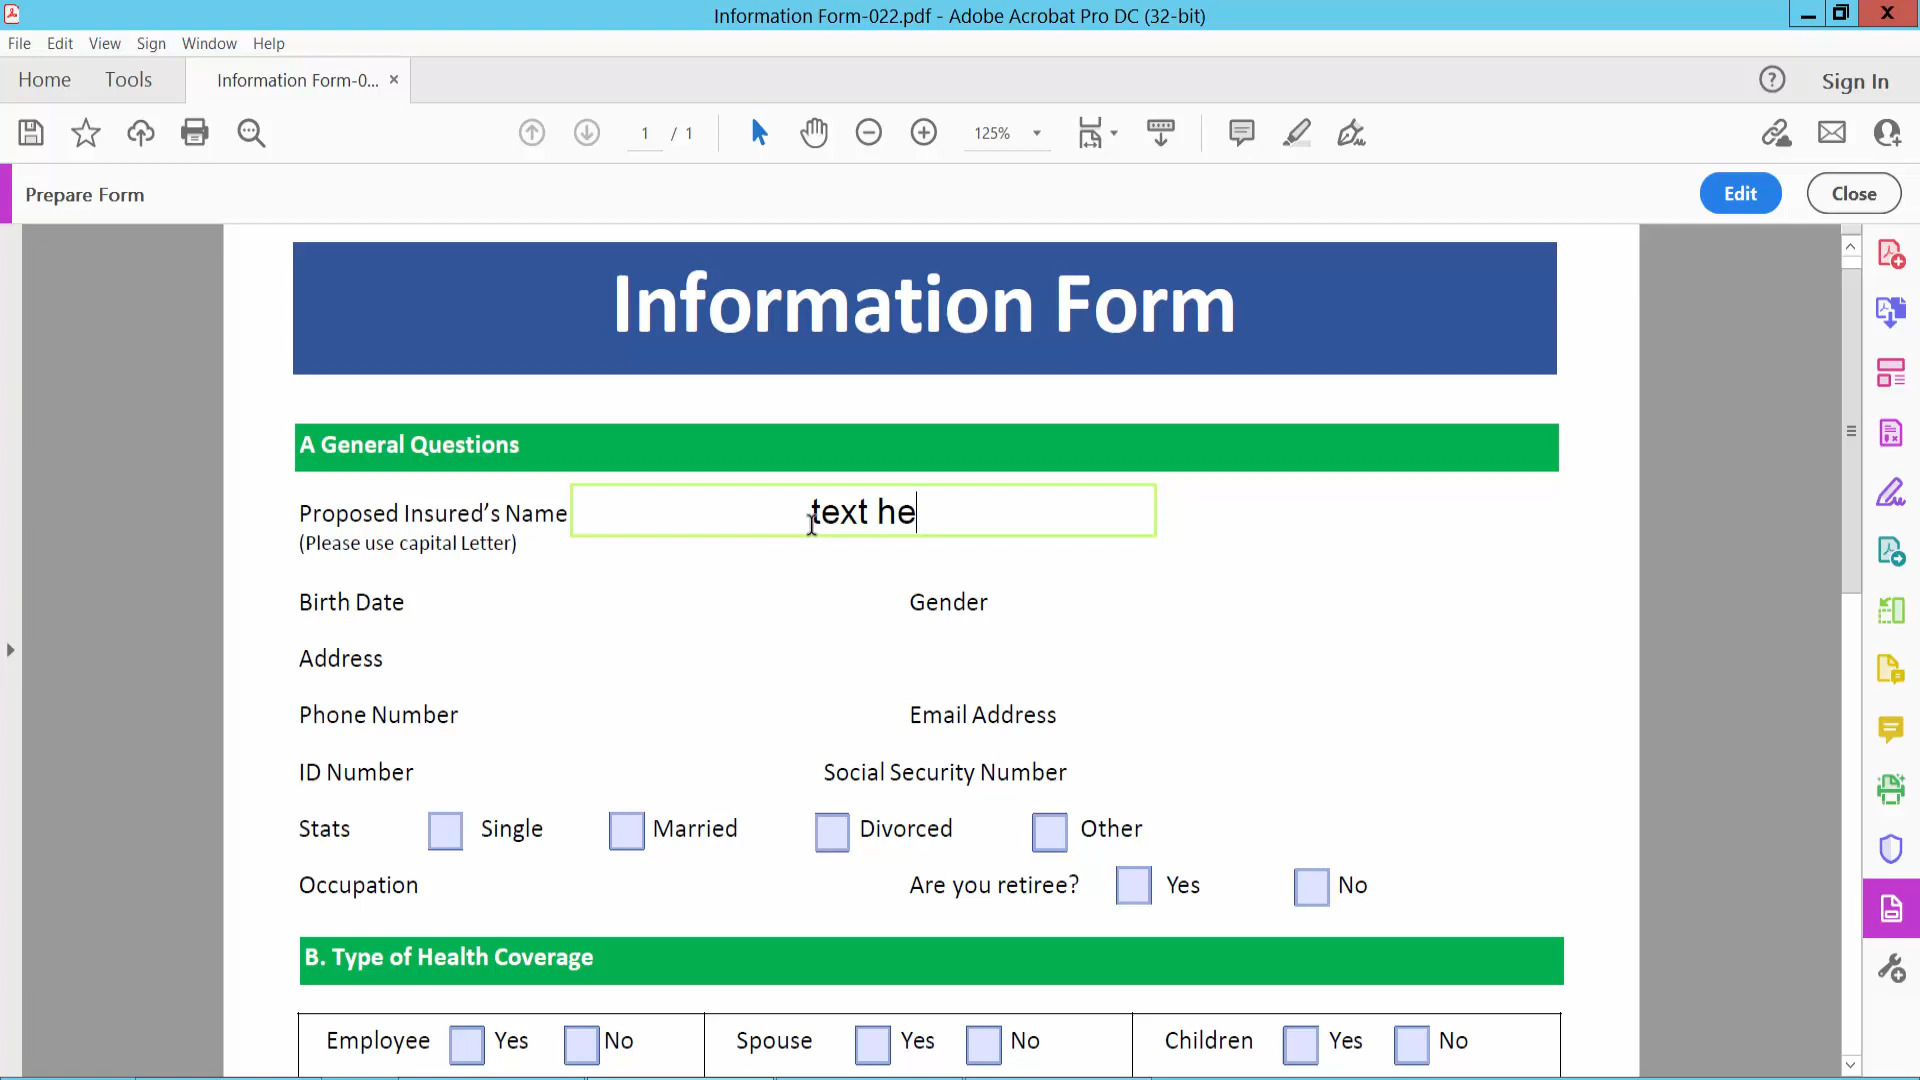 Information Form-022.pdf - Adobe Acrobat Pro DC (32-bit)
File Edit View Sign Window Help
Home Tools Information Form-0... × Sign In
1 / 1 125%
Prepare Form Edit Close
Information Form
A General Questions
Proposed Insured’s Name text he
(Please use capital Letter)
Birth Date Gender
Address
Phone Number Email Address
ID Number Social Security Number
Stats Single Married Divorced Other
Occupation Are you retiree? Yes No
B. Type of Health Coverage
Employee Yes No Spouse Yes No Children Yes No